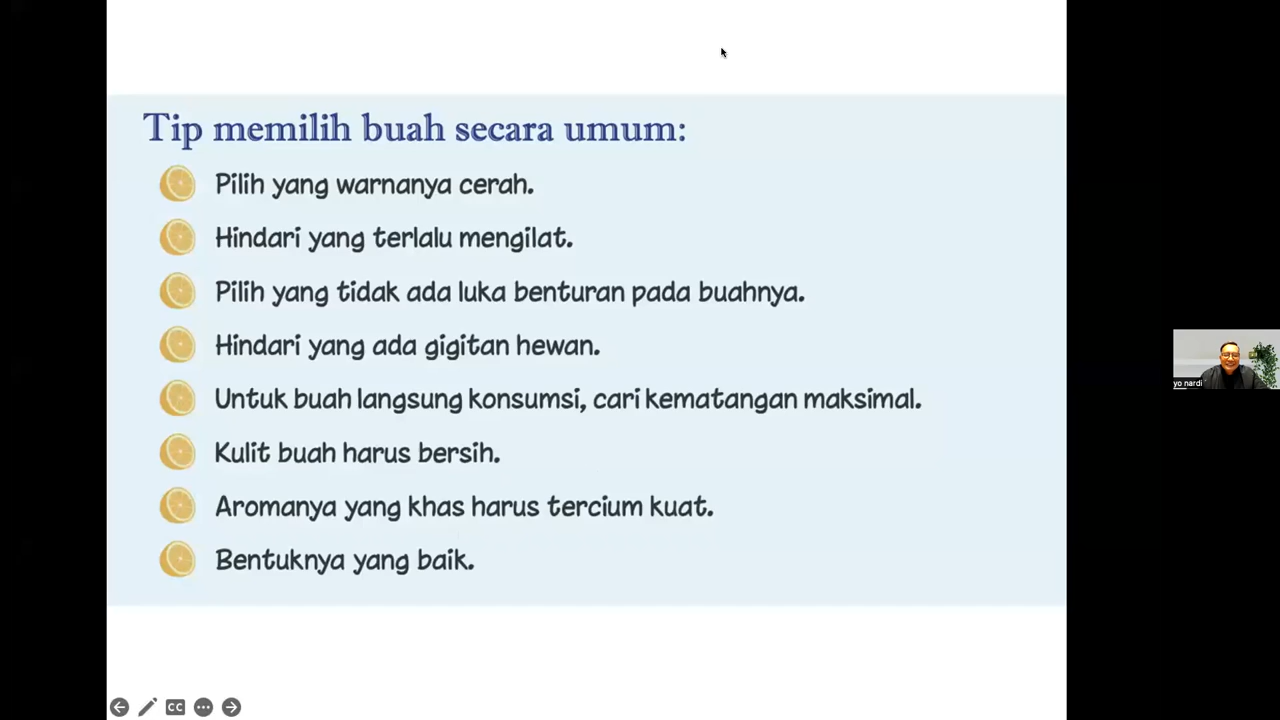 Tip memilih buah secara umum:
Pilih yang warnanya cerah.
Hindari yang terlalu mengilat.
Pilih yang tidak ada luka benturan pada buahnya.
Hindari yang ada gigitan hewan.
Untuk buah langsung konsumsi, cari kematangan maksimal.
Kulit buah harus bersih.
Aromanya yang khas harus tercium kuat.
Bentuknya yang baik.
yo nardi
CC